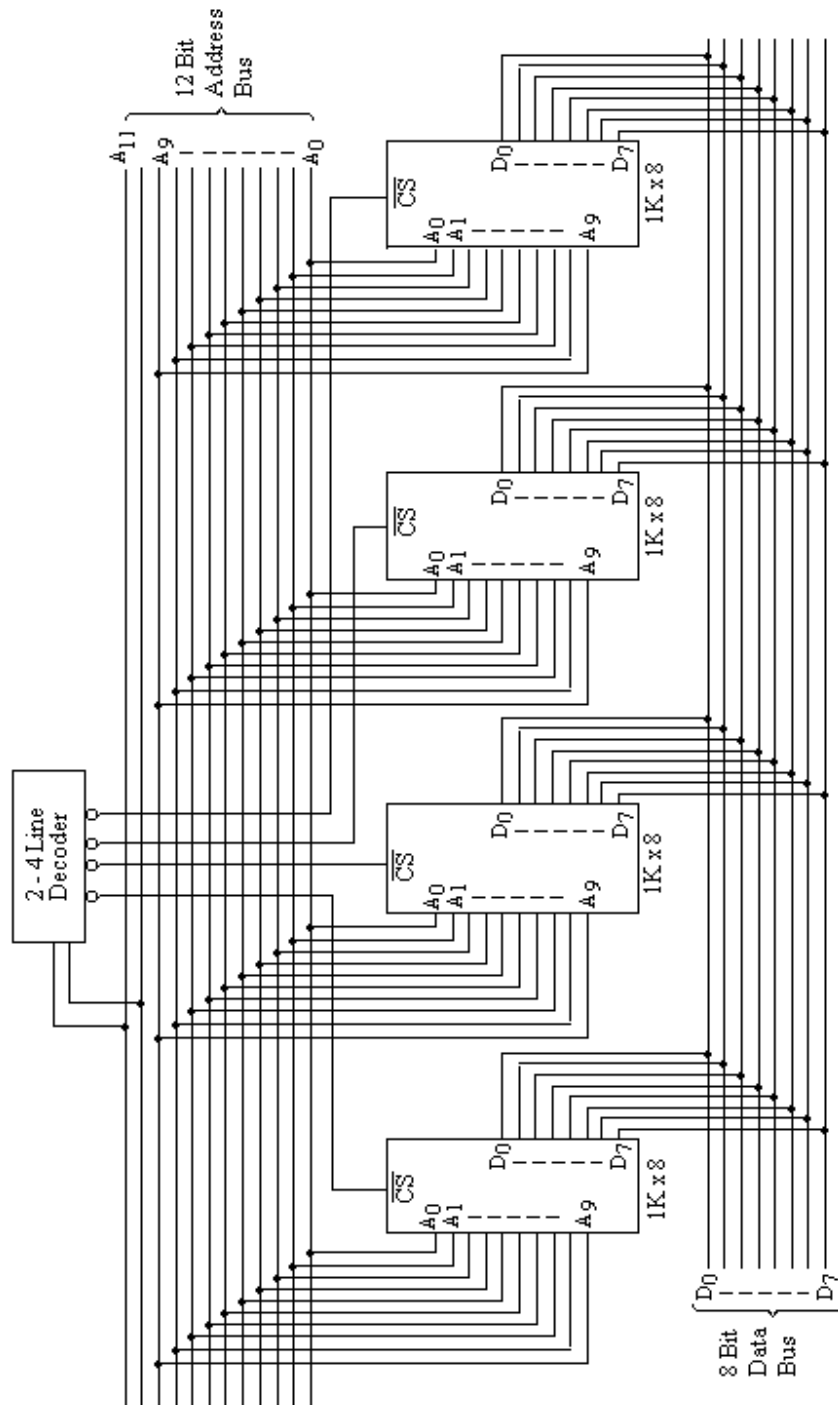 12 Bit
Address
Bus
A11
A9
A0
2 - 4 Line
Decoder
CS
A0
A1
A9
D0
D7
1K x 8
CS
A0
A1
A9
D0
D7
1K x 8
CS
A0
A1
A9
D0
D7
1K x 8
CS
A0
A1
A9
D0
D7
1K x 8
D0
D7
8 Bit
Data
Bus